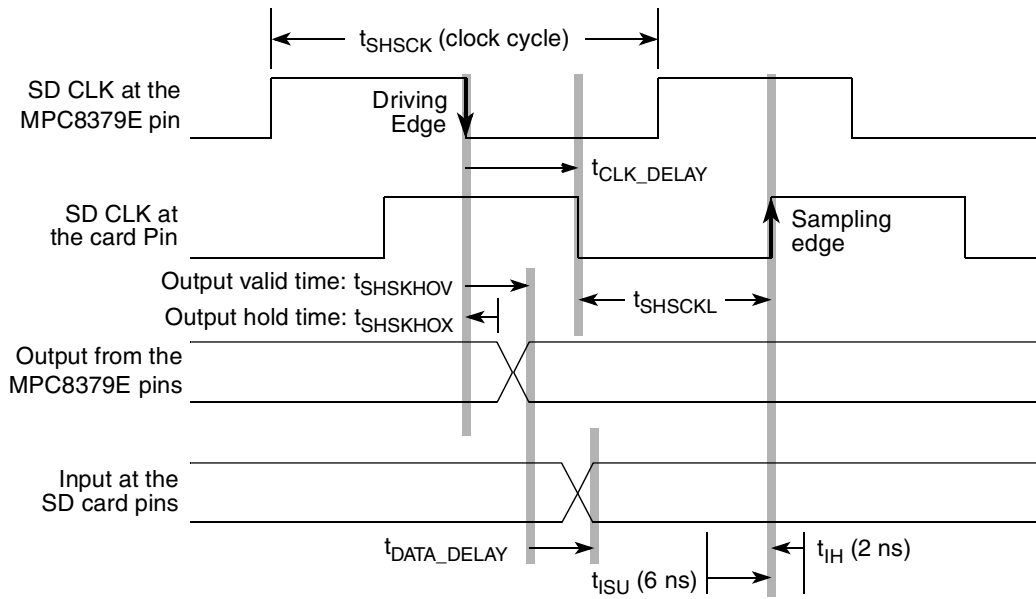 t_SHSCK (clock cycle)
SD CLK at the
MPC8379E pin
Driving
Edge
t_CLK_DELAY
SD CLK at
the card Pin
Sampling
edge
Output valid time: t_SHSKHOV
t_SHSCKL
Output hold time: t_SHSKHOX
Output from the
MPC8379E pins
Input at the
SD card pins
t_DATA_DELAY
t_IH (2 ns)
t_ISU (6 ns)